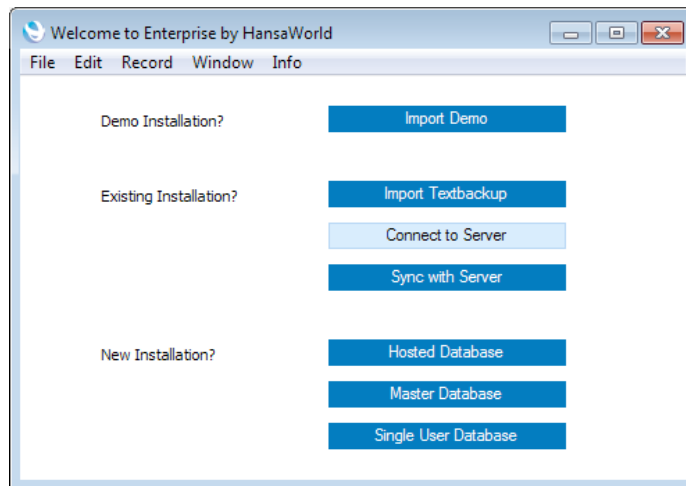 Welcome to Enterprise by HansaWorld
File Edit Record Window Info
Demo Installation? Import Demo
Existing Installation? Import Textbackup
Connect to Server
Sync with Server
New Installation? Hosted Database
Master Database
Single User Database